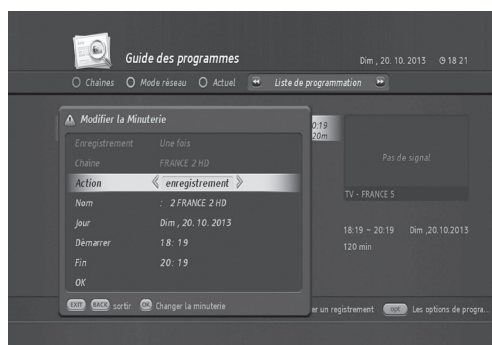 Guide des programmes
Dim , 20. 10. 2013 18 21
Chaînes Mode réseau Actuel Liste de programmation
Modifier la Minuterie
0:19
20m
Enregistrement Une fois
Chaîne FRANCE 2 HD
Action enregistrement
Nom : 2 FRANCE 2 HD
Jour Dim , 20. 10. 2013
Démarrer 18: 19
Fin 20: 19
OK
Pas de signal
TV - FRANCE 5
18:19 ~ 20:19 Dim ,20.10.2013
120 min
EXIT BACK sortir OK Changer la minuterie
er un registrement opt Les options de progra...